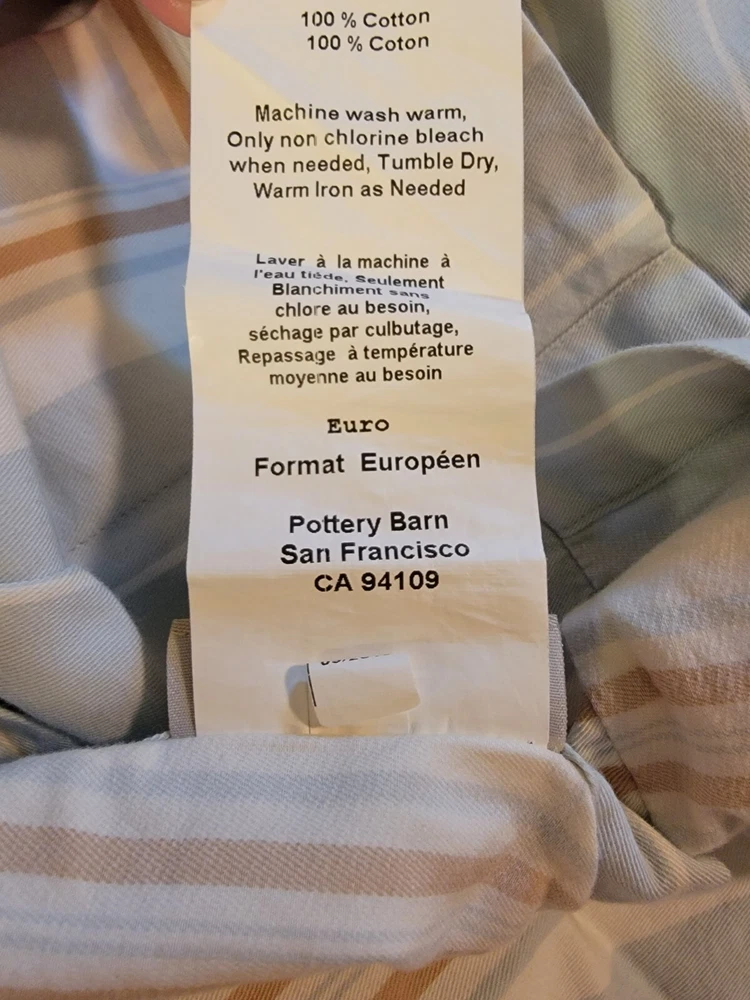 100 % Cotton
100 % Coton
Machine wash warm,
Only non chlorine bleach
when needed, Tumble Dry,
Warm Iron as Needed
Laver à la machine à
l'eau tiède, Seulement
Blanchiment sans
chlore au besoin,
séchage par culbutage,
Repassage à température
moyenne au besoin
Euro
Format Européen
Pottery Barn
San Francisco
CA 94109